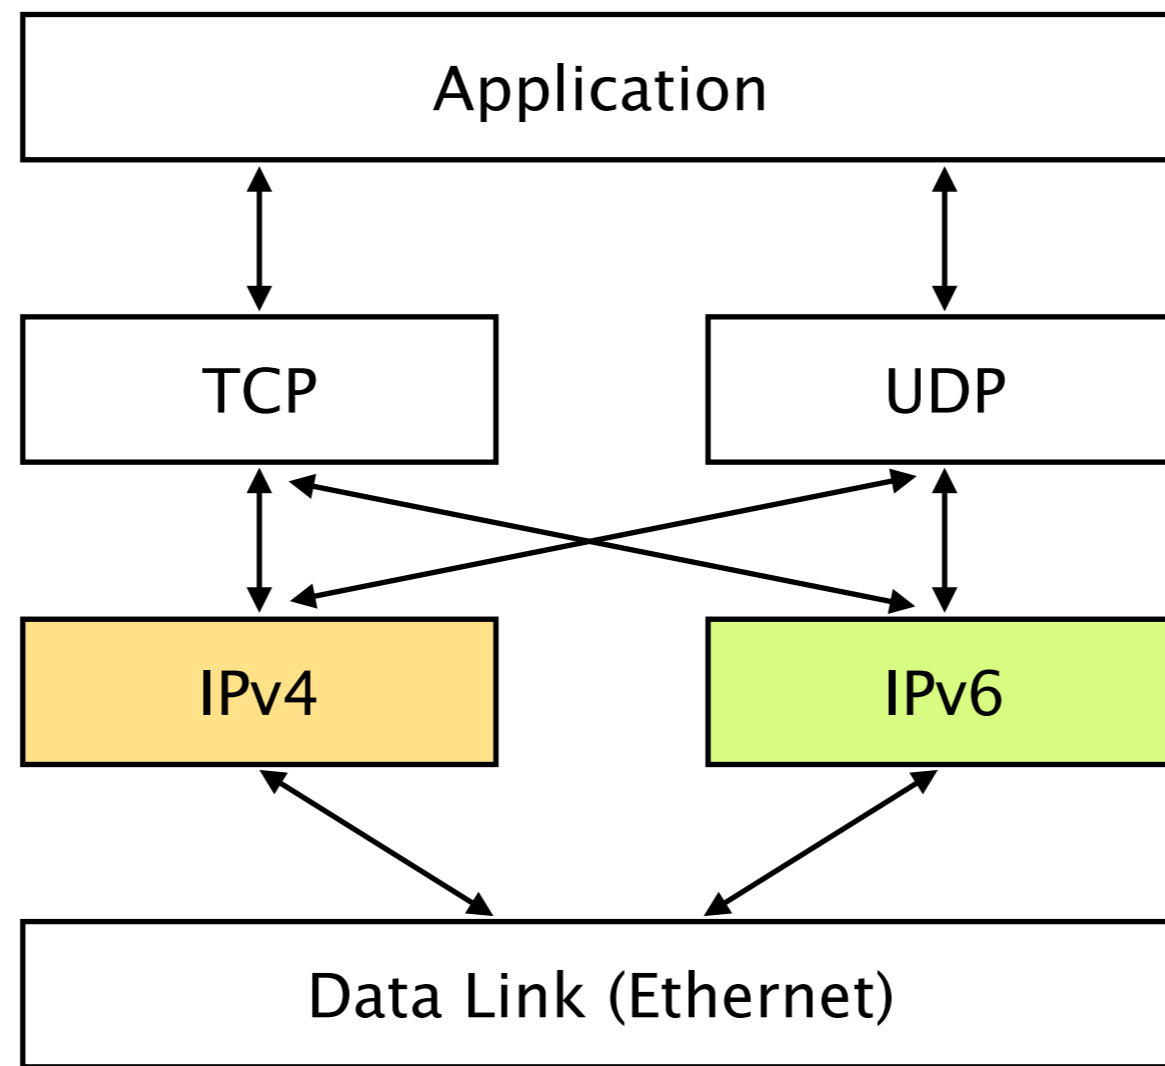 Application
TCP
UDP
IPv4
IPv6
Data Link (Ethernet)